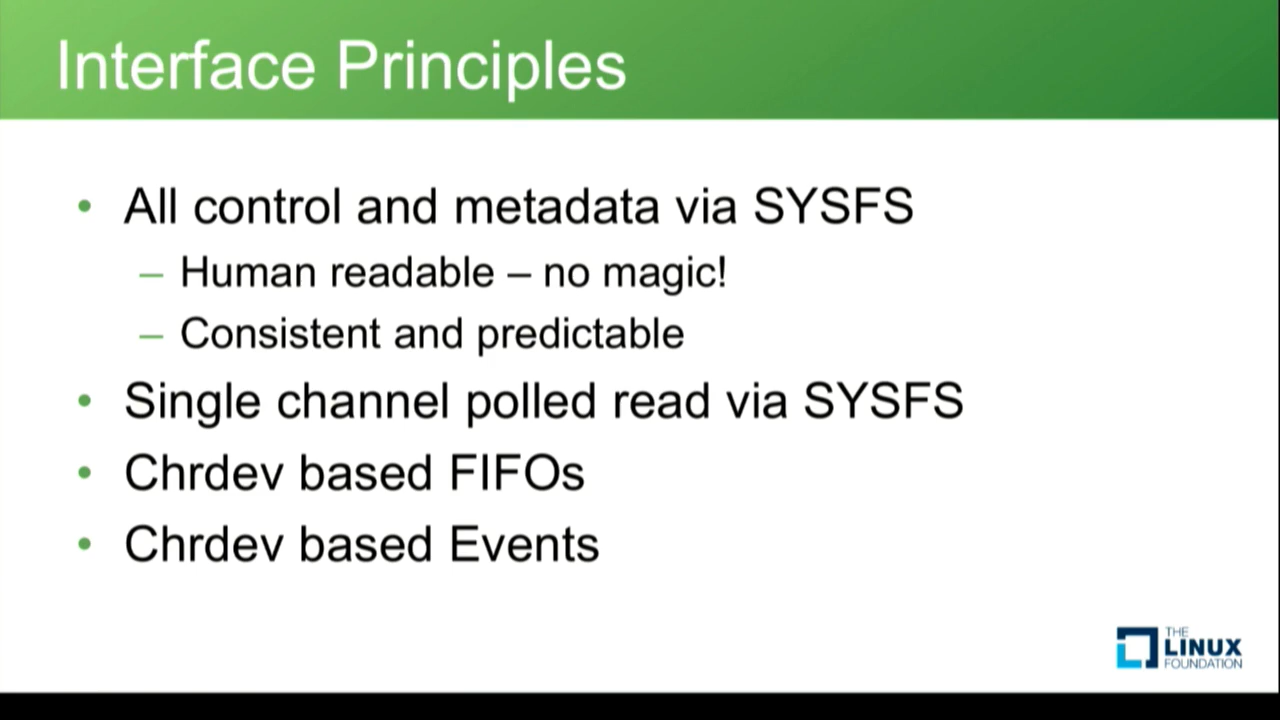 Interface Principles
• All control and metadata via SYSFS
– Human readable – no magic!
– Consistent and predictable
• Single channel polled read via SYSFS
• Chrdev based FIFOs
• Chrdev based Events
THE
LINUX
FOUNDATION